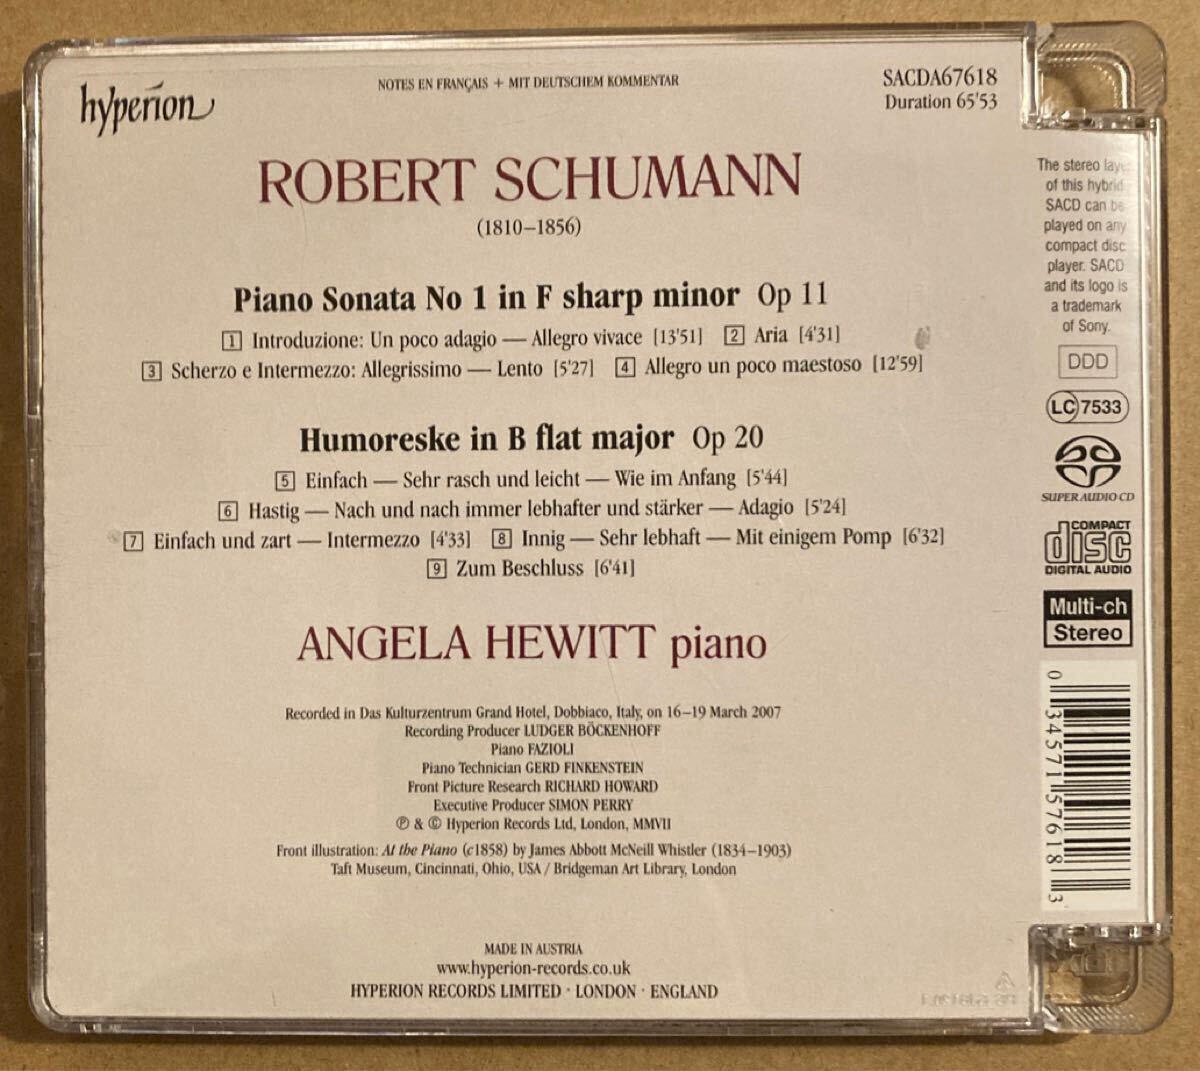 hyperion
NOTES EN FRANÇAIS + MIT DEUTSCHEM KOMMENTAR
SACDA67618
Duration 65'53
ROBERT SCHUMANN
(1810–1856)
Piano Sonata No 1 in F sharp minor Op 11
1 Introduzione: Un poco adagio — Allegro vivace [13'51] 2 Aria [4'31]
3 Scherzo e Intermezzo: Allegrissimo — Lento [5'27] 4 Allegro un poco maestoso [12'59]
Humoreske in B flat major Op 20
5 Einfach — Sehr rasch und leicht — Wie im Anfang [5'44]
6 Hastig — Nach und nach immer lebhafter und stärker — Adagio [5'24]
7 Einfach und zart — Intermezzo [4'33] 8 Innig — Sehr lebhaft — Mit einigem Pomp [6'32]
9 Zum Beschluss [6'41]
ANGELA HEWITT piano
Recorded in Das Kulturzentrum Grand Hotel, Dobbiaco, Italy, on 16–19 March 2007
Recording Producer LUDGER BÖCKENHOFF
Piano FAZIOLI
Piano Technician GERD FINKENSTEIN
Front Picture Research RICHARD HOWARD
Executive Producer SIMON PERRY
℗ & © Hyperion Records Ltd, London, MMVII
Front illustration: At the Piano (c1858) by James Abbott McNeill Whistler (1834–1903)
Taft Museum, Cincinnati, Ohio, USA / Bridgeman Art Library, London
MADE IN AUSTRIA
www.hyperion-records.co.uk
HYPERION RECORDS LIMITED · LONDON · ENGLAND
The stereo layer
of this hybrid
SACD can be
played on any
compact disc
player. SACD
and its logo is
a trademark
of Sony.
DDD
LC 7533
SUPER AUDIO CD
COMPACT
disc
DIGITAL AUDIO
Multi-ch
Stereo
0 34571 57618 3